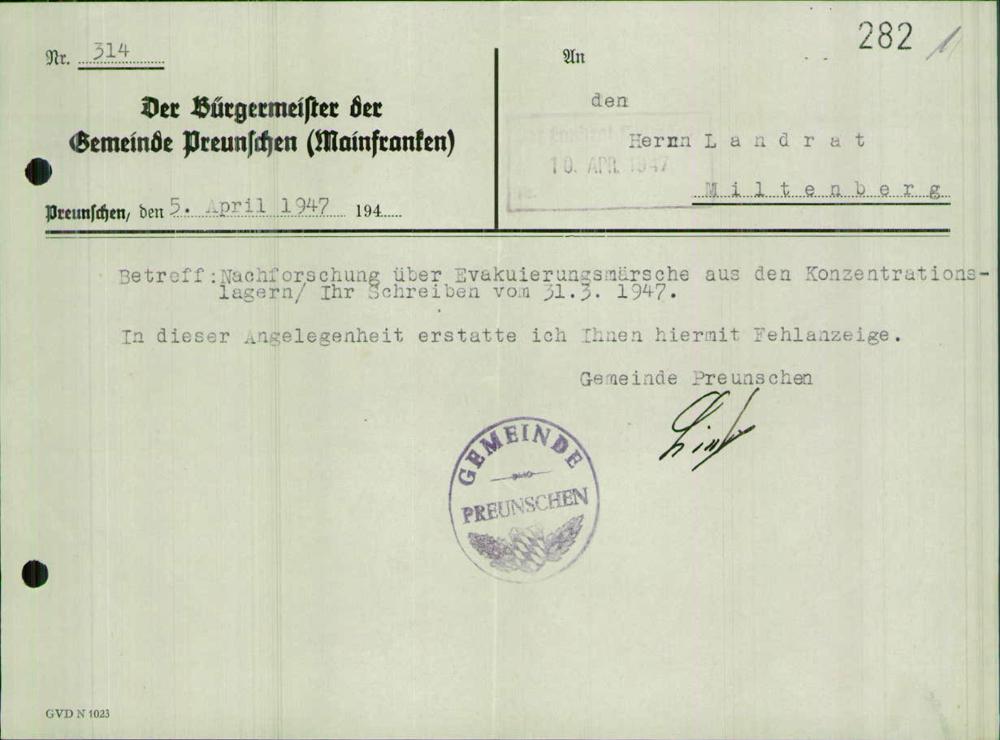 282
Nr. 314
An
Der Bürgermeister der
Gemeinde Preunschen (Mainfranken)
den
Herrn Landrat
10. APR. 1947
Miltenberg
Preunschen, den 5. April 1947 194
Betreff: Nachforschung über Evakuierungsmärsche aus den Konzentrations-
lagern/ Ihr Schreiben vom 31.3. 1947.
In dieser Angelegenheit erstatte ich Ihnen hiermit Fehlanzeige.
Gemeinde Preunschen
GEMEINDE
PREUNSCHEN
GVD N 1023